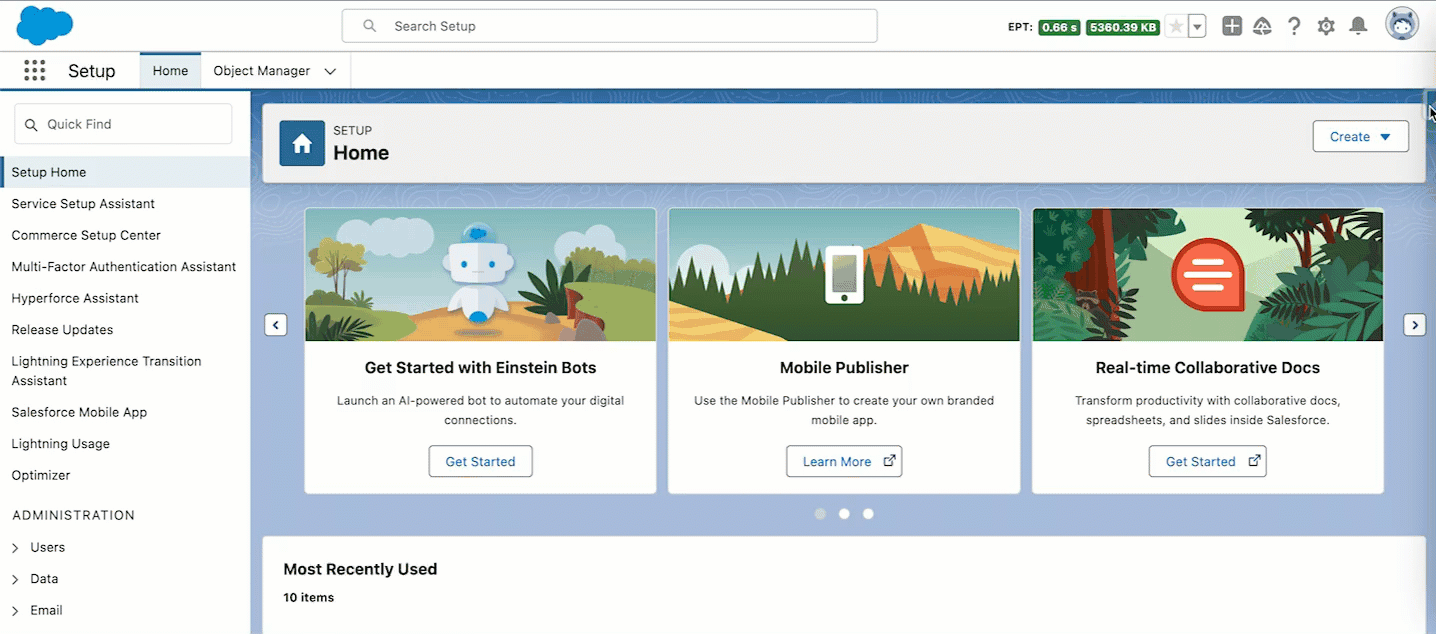 Search Setup
EPT: 0.66 s 5360.39 KB
Setup
Home
Object Manager
Quick Find
Setup Home
Service Setup Assistant
Commerce Setup Center
Multi-Factor Authentication Assistant
Hyperforce Assistant
Release Updates
Lightning Experience Transition
Assistant
Salesforce Mobile App
Lightning Usage
Optimizer
ADMINISTRATION
Users
Data
Email
SETUP
Home
Create
Get Started with Einstein Bots
Launch an AI-powered bot to automate your digital
connections.
Get Started
Mobile Publisher
Use the Mobile Publisher to create your own branded
mobile app.
Learn More
Real-time Collaborative Docs
Transform productivity with collaborative docs,
spreadsheets, and slides inside Salesforce.
Get Started
Most Recently Used
10 items